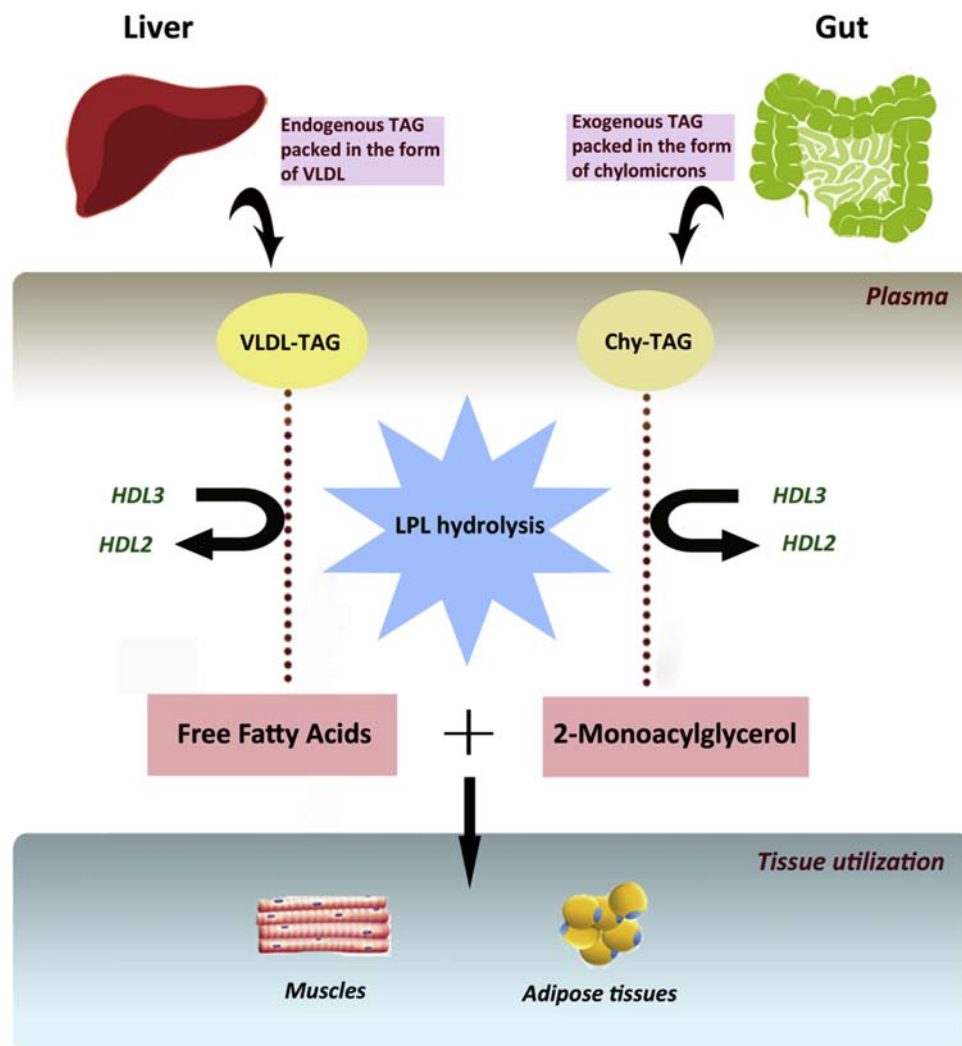 Liver
Gut
Endogenous TAG
packed in the form
of VLDL
Exogenous TAG
packed in the form
of chylomicrons
Plasma
VLDL-TAG
Chy-TAG
HDL3
HDL2
LPL hydrolysis
HDL3
HDL2
Free Fatty Acids
+
2-Monoacylglycerol
Tissue utilization
Muscles
Adipose tissues